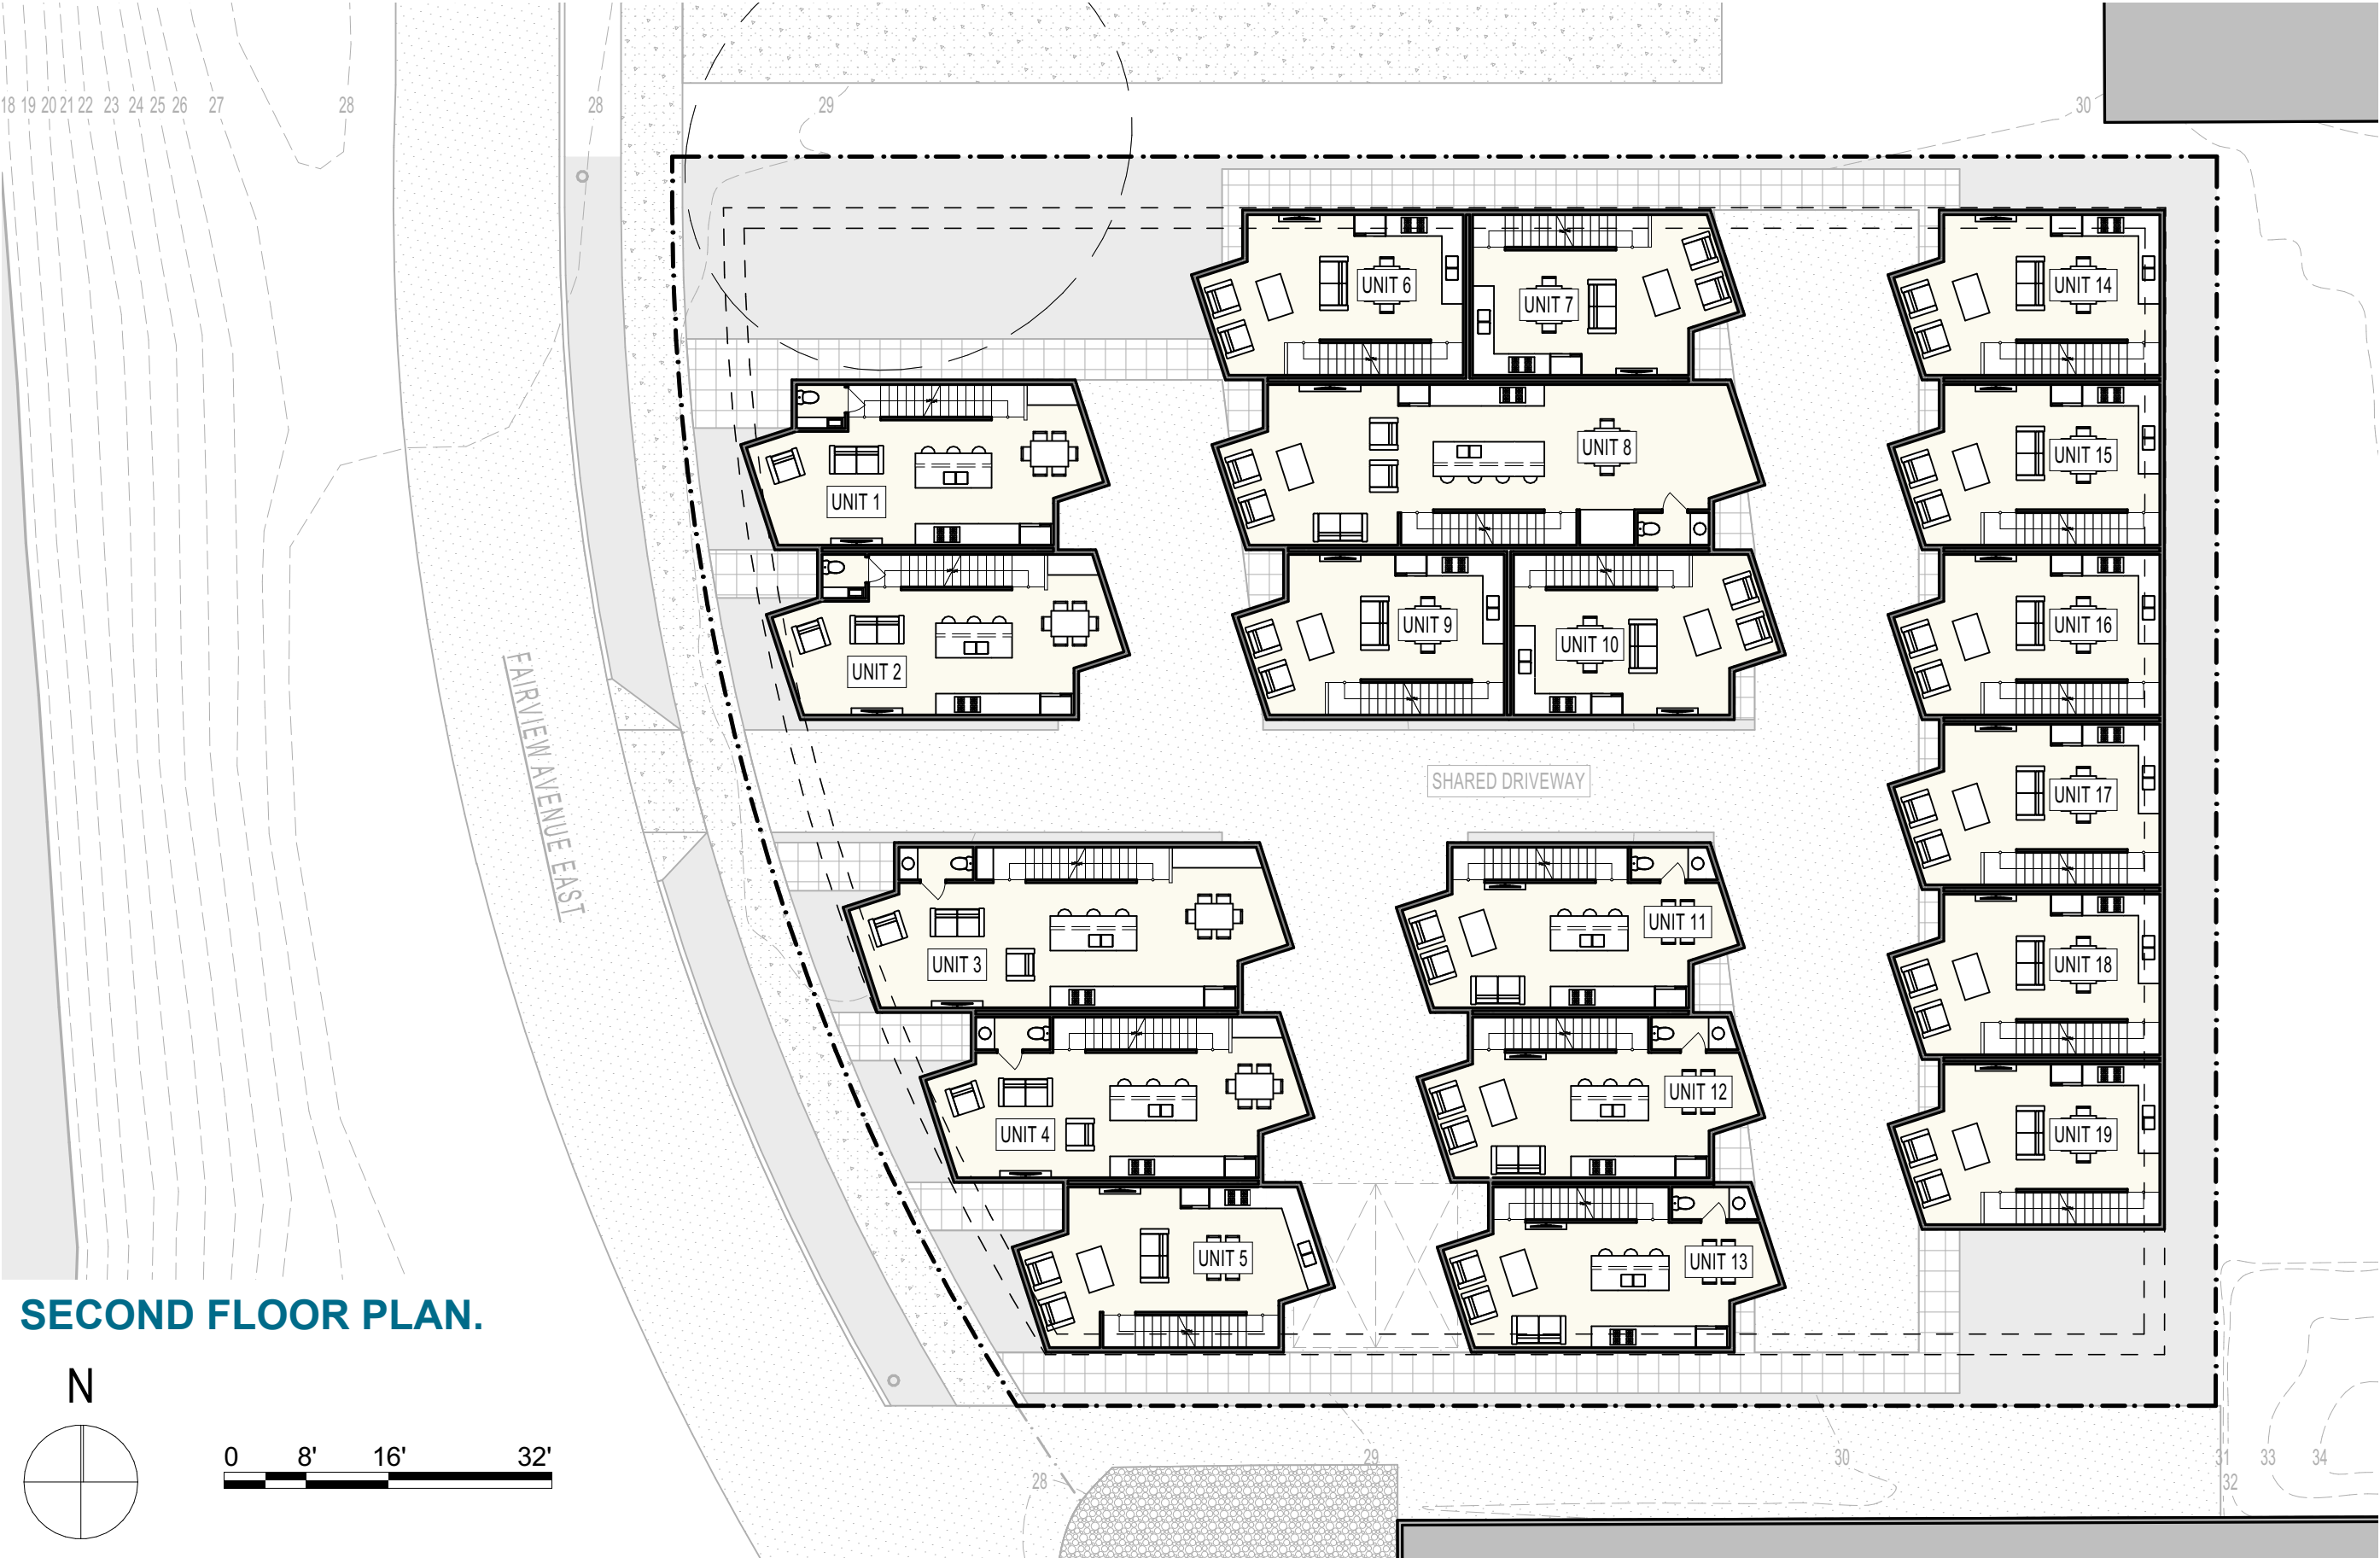 18 19 20 21 22 23 24 25 26 27 28 28 29 30
UNIT 6
UNIT 7
UNIT 14
UNIT 8
UNIT 15
UNIT 1
UNIT 9
UNIT 10
UNIT 16
UNIT 2
FAIRVIEW AVENUE EAST
SHARED DRIVEWAY
UNIT 17
UNIT 11
UNIT 3
UNIT 18
UNIT 12
UNIT 4
UNIT 19
UNIT 5
UNIT 13
SECOND FLOOR PLAN.
N
0 8' 16' 32'
28 29 30 31 33 34
32